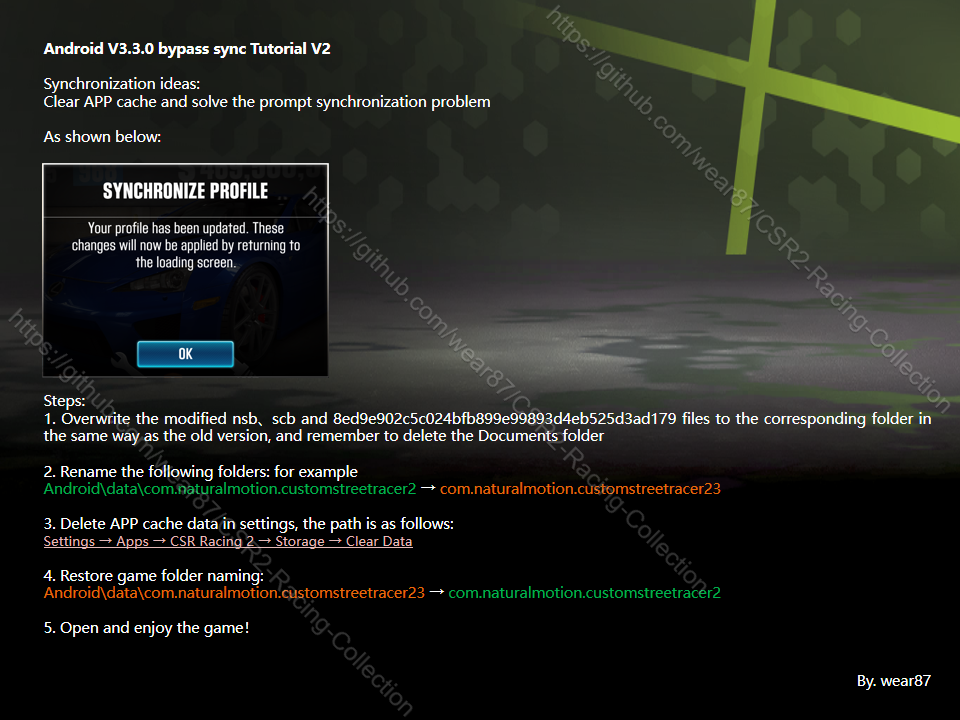 Android V3.3.0 bypass sync Tutorial V2
Synchronization ideas:
Clear APP cache and solve the prompt synchronization problem
As shown below:
SYNCHRONIZE PROFILE
Your profile has been updated. These
changes will now be applied by returning to
the loading screen.
OK
Steps:
1. Overwrite the modified nsb、scb and 8ed9e902c5c024bfb899e99893d4eb525d3ad179 files to the corresponding folder in
the same way as the old version, and remember to delete the Documents folder
2. Rename the following folders: for example
Android\data\com.naturalmotion.customstreetracer2 → com.naturalmotion.customstreetracer23
3. Delete APP cache data in settings, the path is as follows:
Settings → Apps → CSR Racing 2 → Storage → Clear Data
4. Restore game folder naming:
Android\data\com.naturalmotion.customstreetracer23 → com.naturalmotion.customstreetracer2
5. Open and enjoy the game!
By. wear87
https://github.com/wear87/CSR2-Racing-Collection
https://github.com/wear87/CSR2-Racing-Collection
https://github.com/wear87/CSR2-Racing-Collection